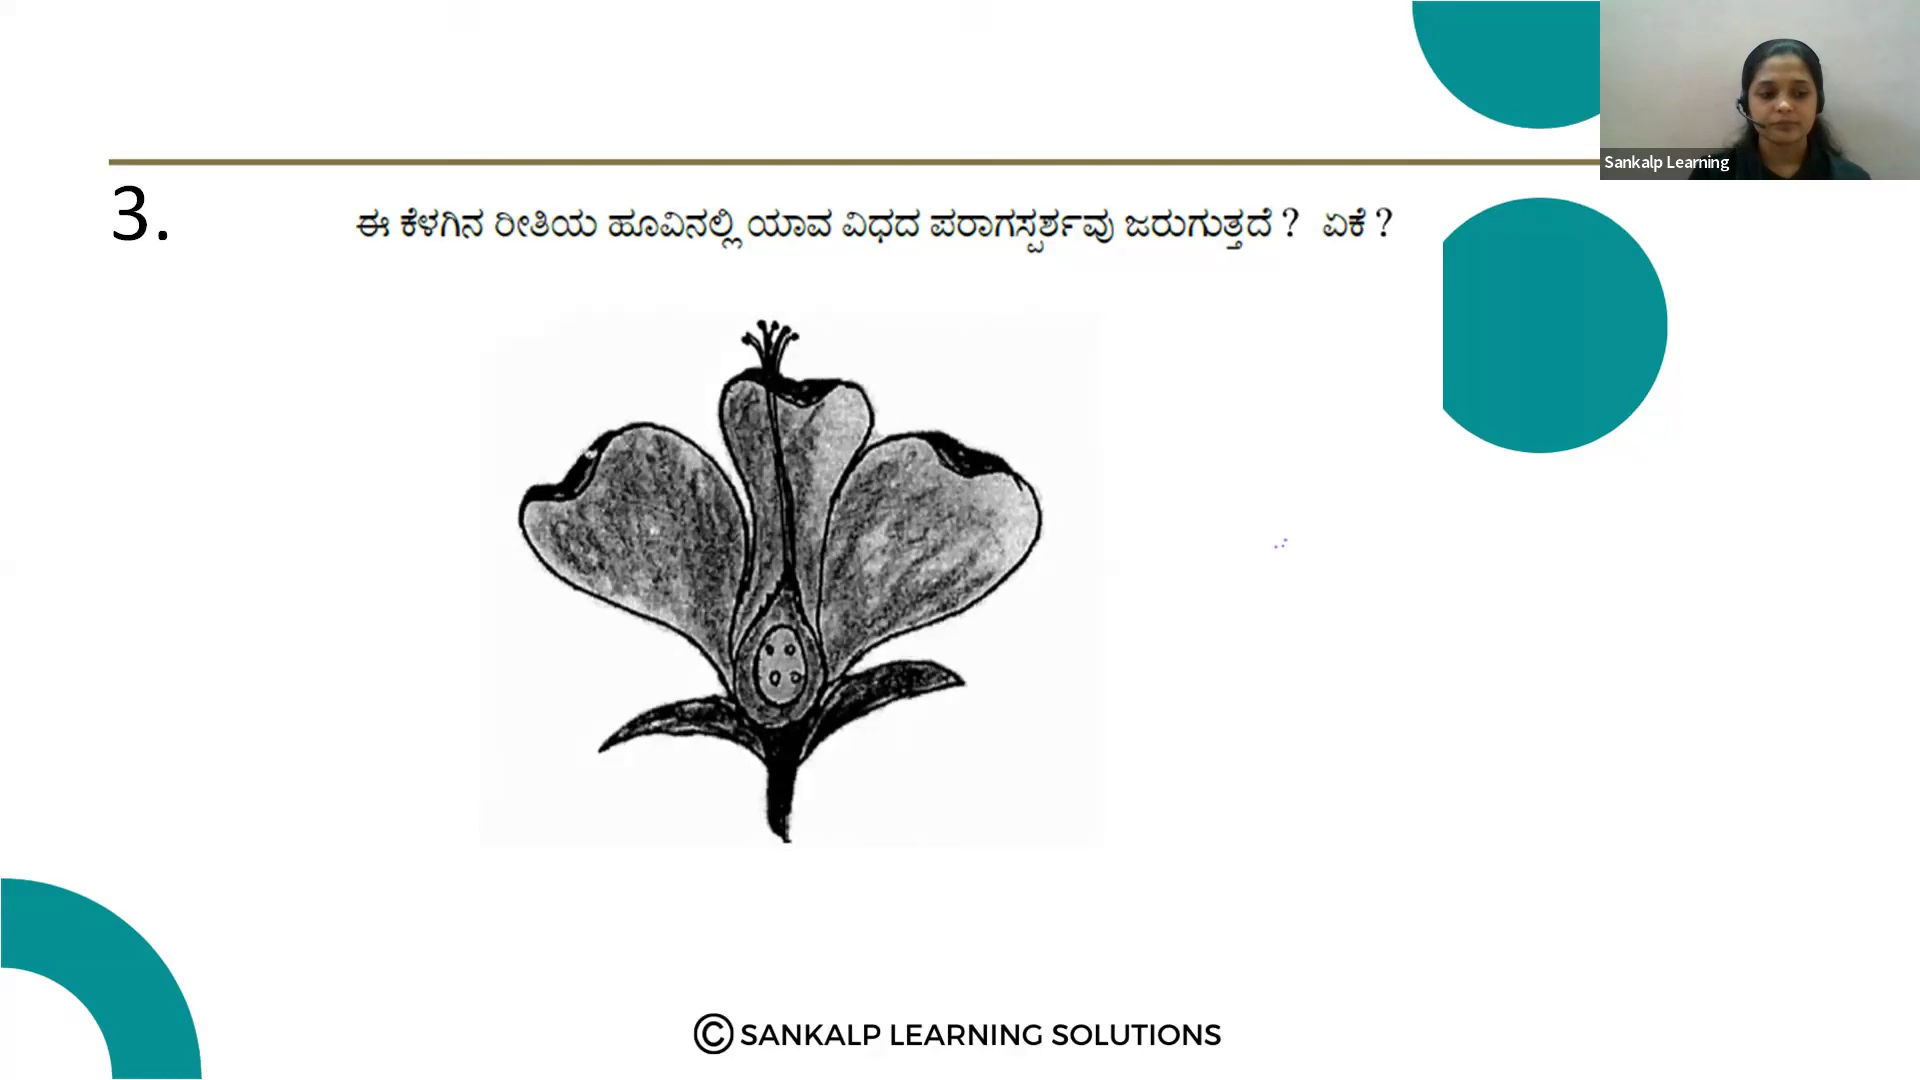 Sankalp Learning
3. ಈ ಕೆಳಗಿನ ರೀತಿಯ ಹೂವಿನಲ್ಲಿ ಯಾವ ವಿಧದ ಪರಾಗಸ್ಪರ್ಶವು ಜರುಗುತ್ತದೆ ? ಏಕೆ ?
© SANKALP LEARNING SOLUTIONS